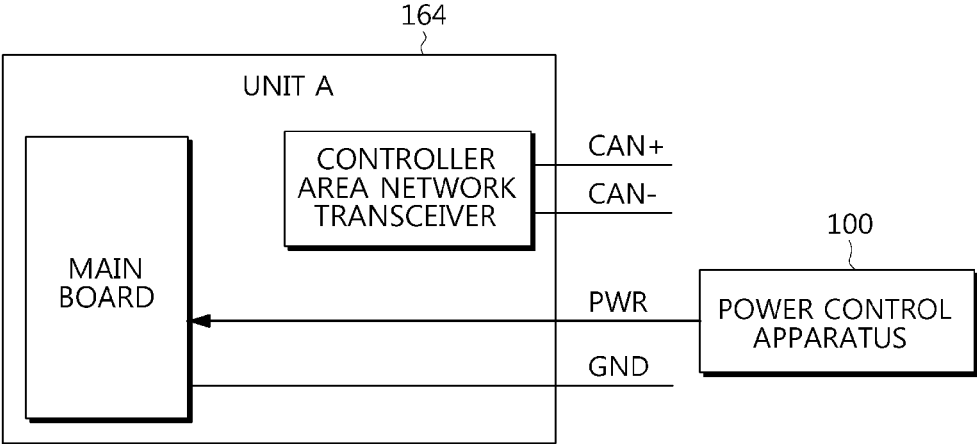 164
UNIT A
CONTROLLER
AREA NETWORK
TRANSCEIVER
CAN+
CAN-
MAIN
BOARD
PWR
GND
100
POWER CONTROL
APPARATUS